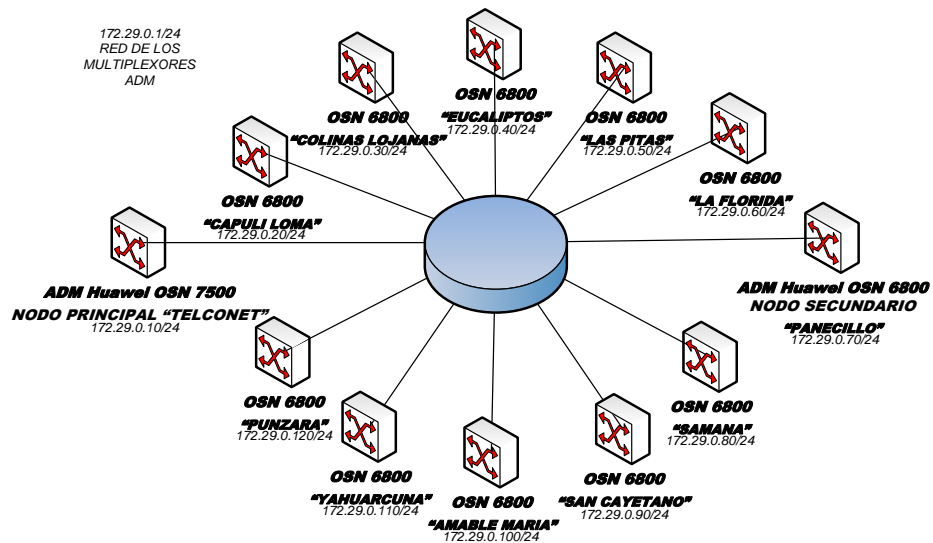 172.29.0.1/24
RED DE LOS
MULTIPLEXORES
ADM
OSN 6800
“EUCALIPTOS”
172.29.0.40/24
OSN 6800
“COLINAS LOJANAS”
172.29.0.30/24
OSN 6800
“LAS PITAS”
172.29.0.50/24
OSN 6800
“CAPULI LOMA”
172.29.0.20/24
OSN 6800
“LA FLORIDA”
172.29.0.60/24
ADM Huawei OSN 7500
NODO PRINCIPAL “TELCONET”
172.29.0.10/24
ADM Huawei OSN 6800
NODO SECUNDARIO
“PANECILLO”
172.29.0.70/24
OSN 6800
“PUNZARA”
172.29.0.120/24
OSN 6800
“SAMANA”
172.29.0.80/24
OSN 6800
“YAHUARCUNA”
172.29.0.110/24
OSN 6800
“AMABLE MARIA”
172.29.0.100/24
OSN 6800
“SAN CAYETANO”
172.29.0.90/24